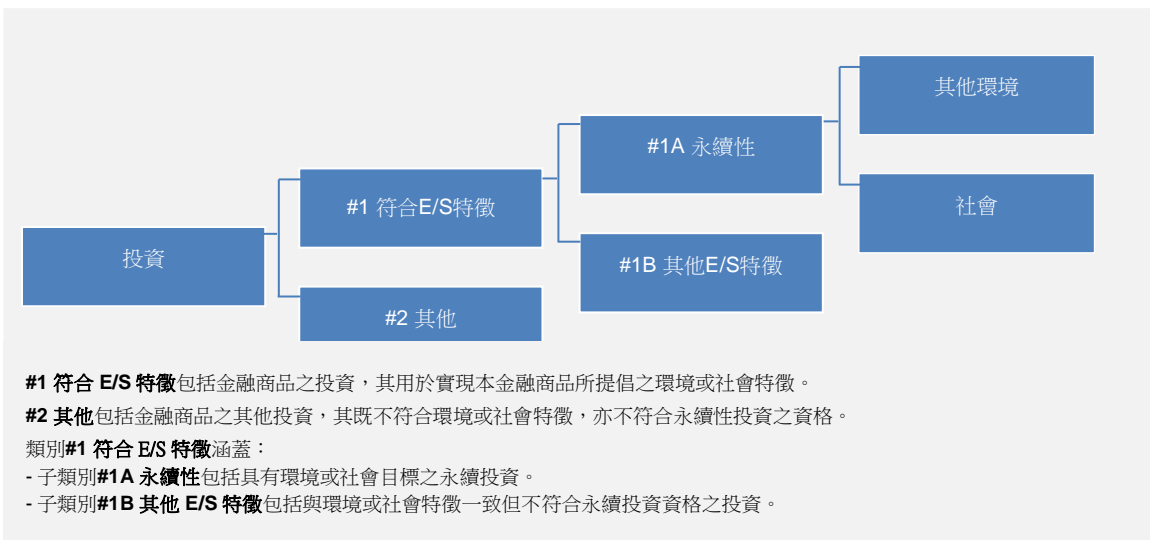 其他環境
#1A 永續性
#1 符合E/S特徵
社會
投資
#1B 其他E/S特徵
#2 其他
#1 符合 E/S 特徵包括金融商品之投資，其用於實現本金融商品所提倡之環境或社會特徵。
#2 其他包括金融商品之其他投資，其既不符合環境或社會特徵，亦不符合永續性投資之資格。
類別#1 符合 E/S 特徵涵蓋：
- 子類別#1A 永續性包括具有環境或社會目標之永續投資。
- 子類別#1B 其他 E/S 特徵包括與環境或社會特徵一致但不符合永續投資資格之投資。